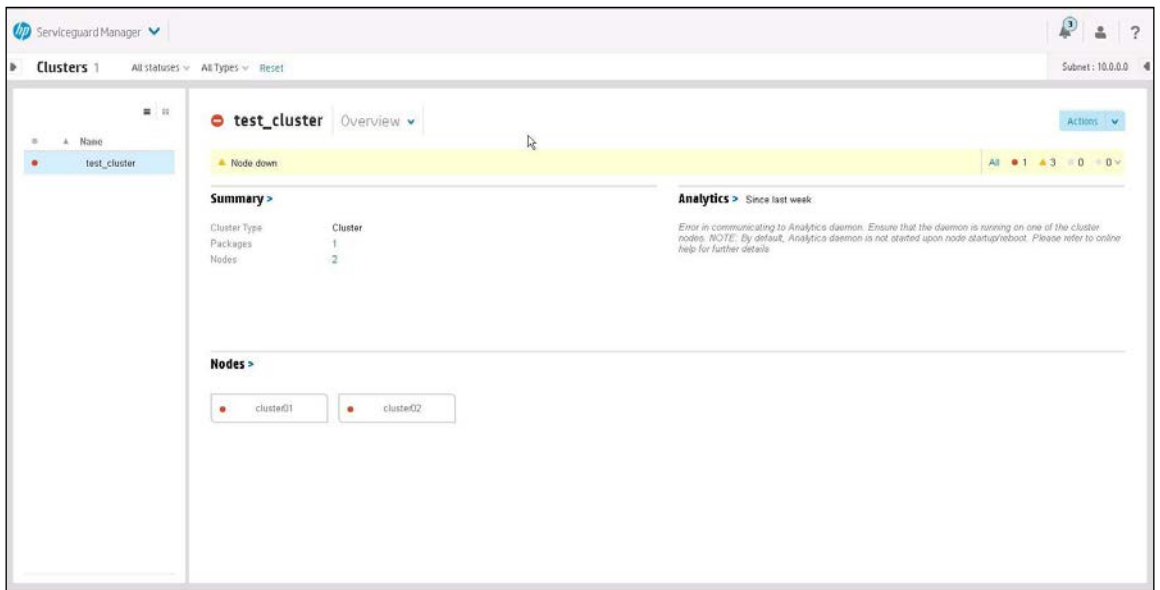 hp Serviceguard Manager
3
?
Clusters 1 All statuses All Types Reset
Subnet: 10.0.0.0
Name
test_cluster
test_cluster Overview
Actions
Node down
All 1 3 0 0
Summary >
Cluster Type Cluster
Packages 1
Nodes 2
Analytics > Since last week
Error in communicating to Analytics daemon. Ensure that the daemon is running on one of the cluster
nodes. NOTE: By default, Analytics daemon is not started upon node startup/reboot. Please refer to online
help for further details
Nodes >
cluster01
cluster02